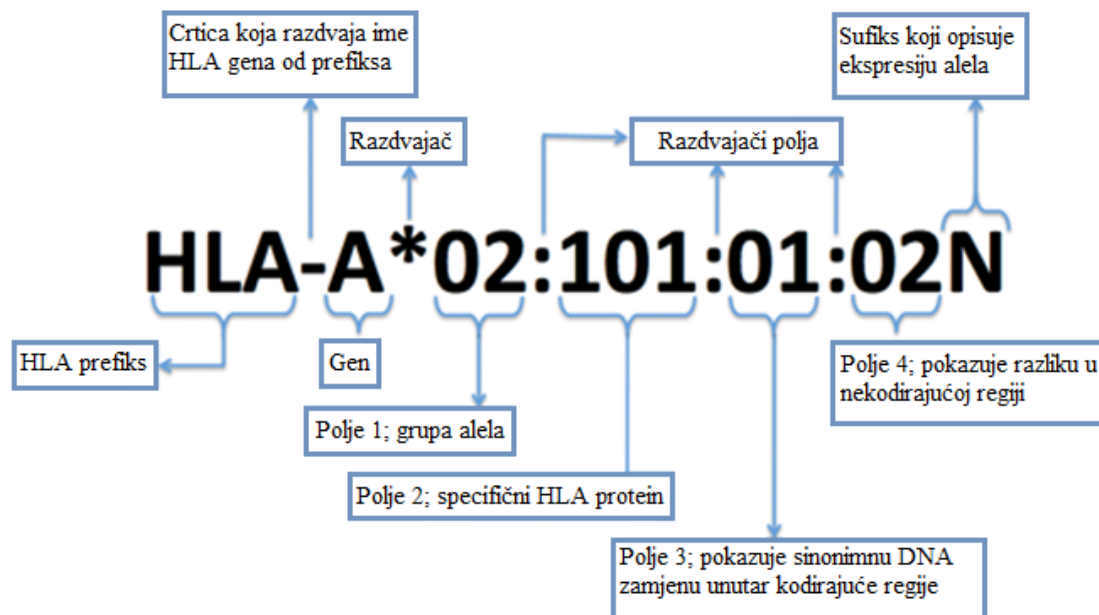 Crtica koja razdvaja ime
HLA gena od prefiksa
Sufiks koji opisuje
ekspresiju alela
Razdvajač
Razdvajači polja
HLA-A*02:101:01:02N
HLA prefiks
Gen
Polje 4; pokazuje razliku u
nekodirajućoj regiji
Polje 1; grupa alela
Polje 2; specifični HLA protein
Polje 3; pokazuje sinonimnu DNA
zamjenu unutar kodirajuće regije